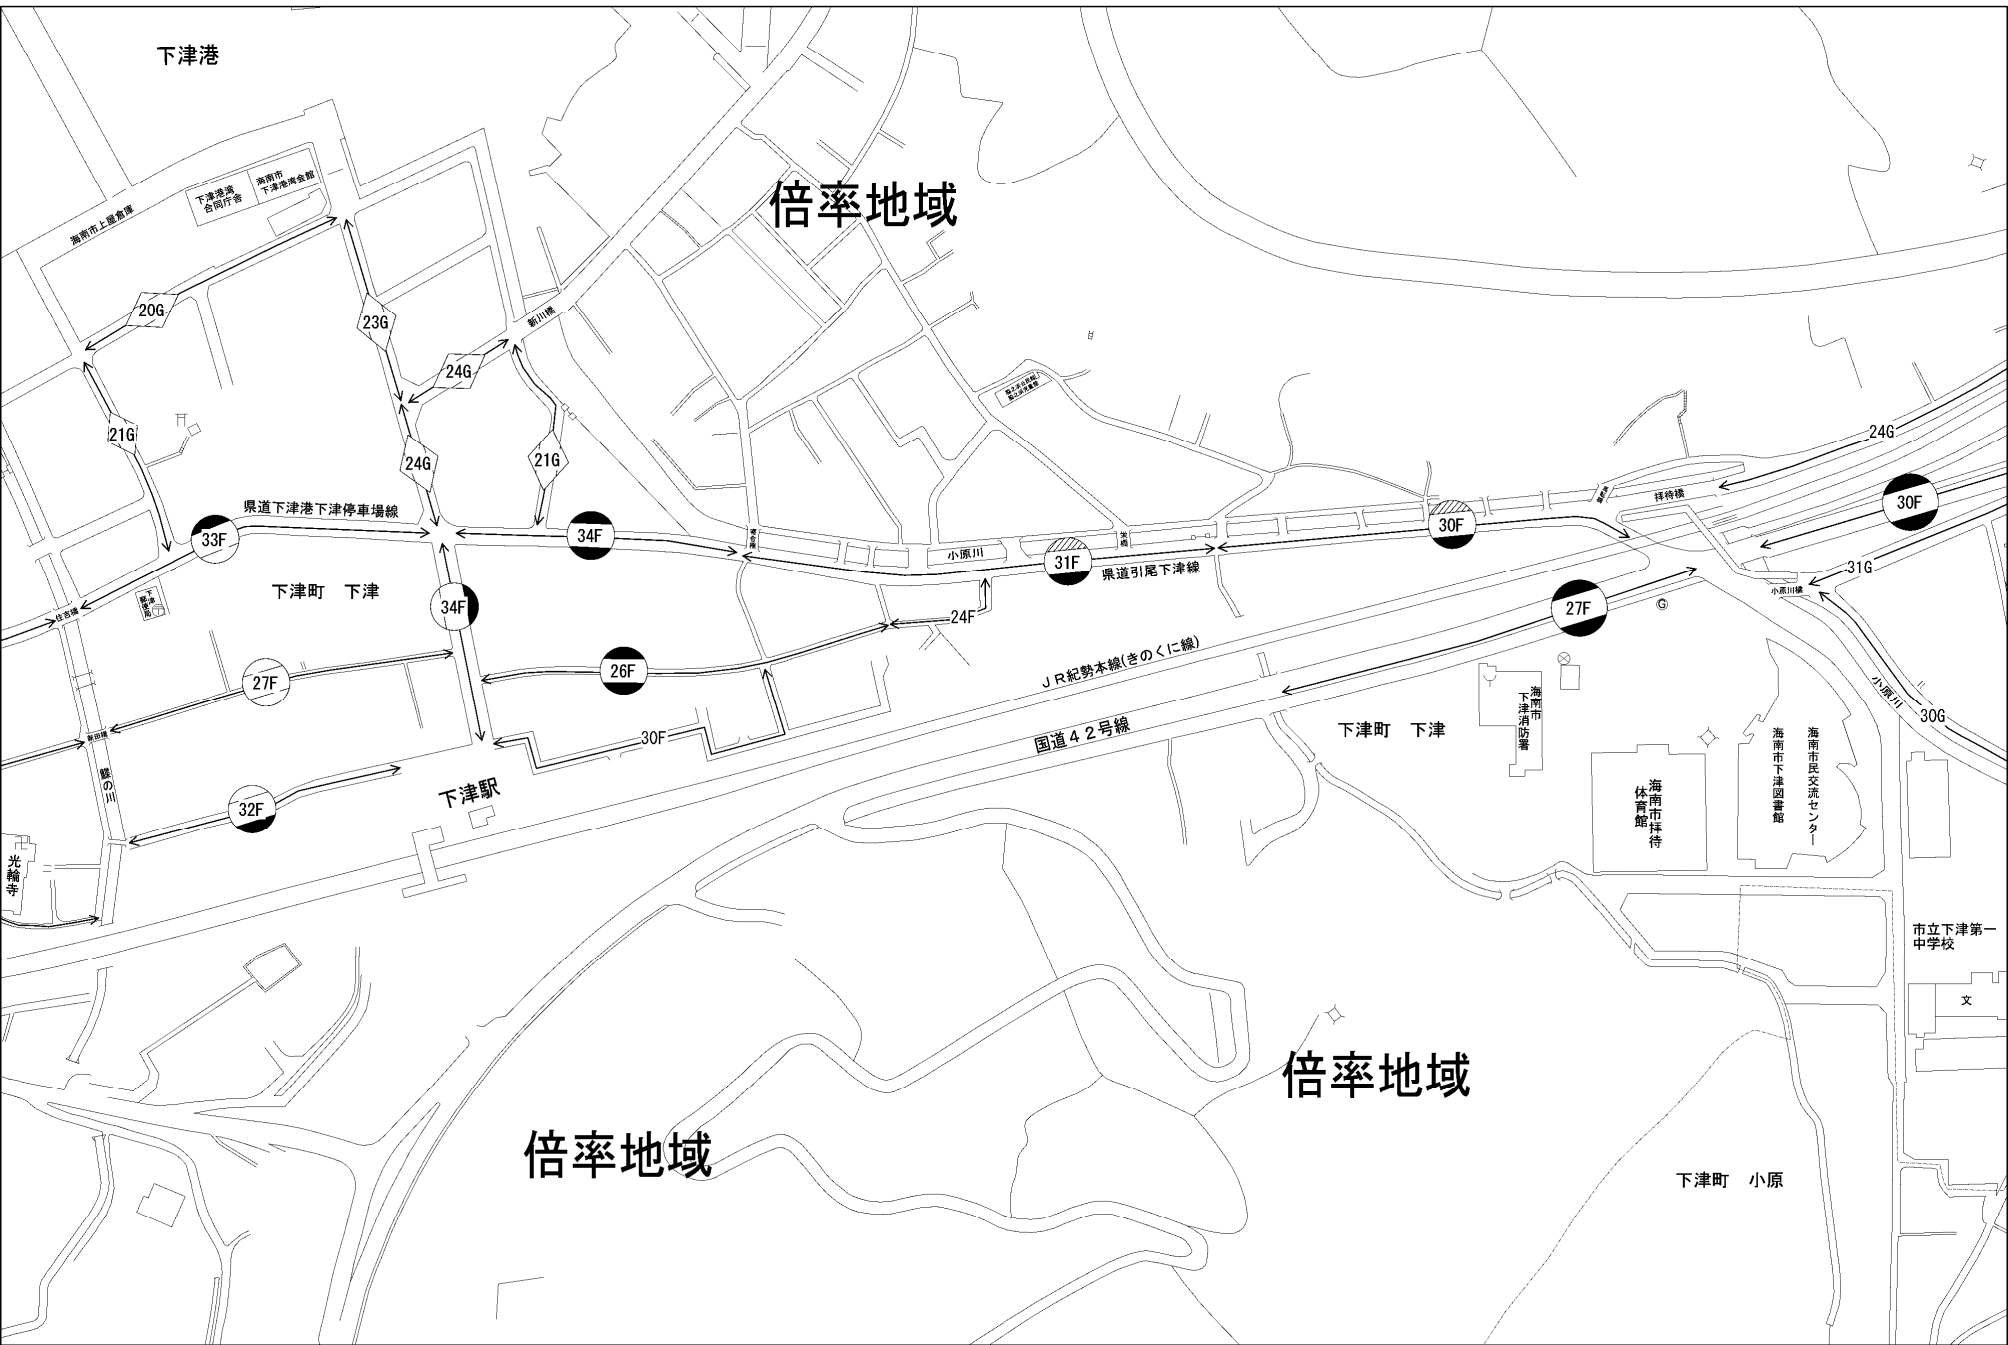 下津港
下津港湾
合同庁舎
海南市
下津港湾会館
海南市上屋倉庫
倍率地域
20G
23G
新川橋
24G
21G
24G
21G
24G
県道下津港下津停車場線
33F
34F
小原川
31F
栄橋
県道引尾下津線
30F
拝待橋
30F
31G
小原川橋
下津
郵便局
住吉橋
下津町 下津
34F
24F
27F
G
27F
26F
JR紀勢本線(きのくに線)
30F
国道42号線
下津町 下津
海南市
下津消防署
小原川
30G
新田橋
鰈の川
32F
下津駅
海南市拝待
体育館
海南市下津図書館
海南市民交流センター
光輪寺
市立下津第一
中学校
文
倍率地域
倍率地域
下津町 小原